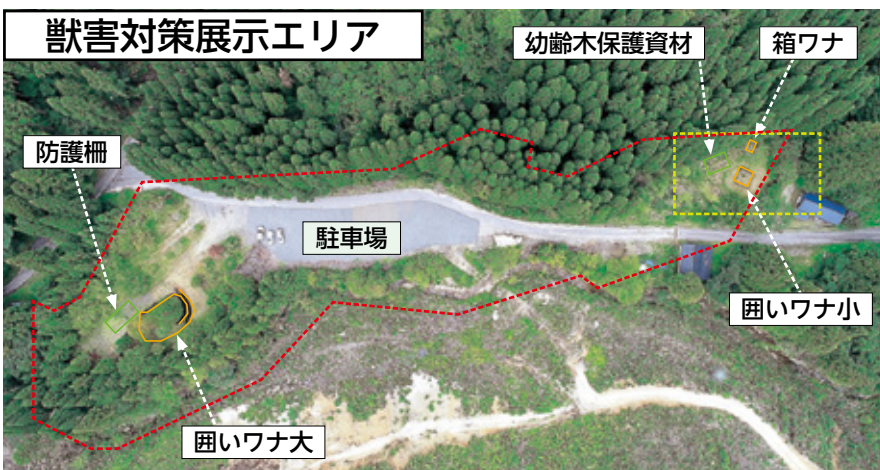 獣害対策展示エリア
幼齢木保護資材
箱ワナ
防護柵
駐車場
囲いワナ小
囲いワナ大